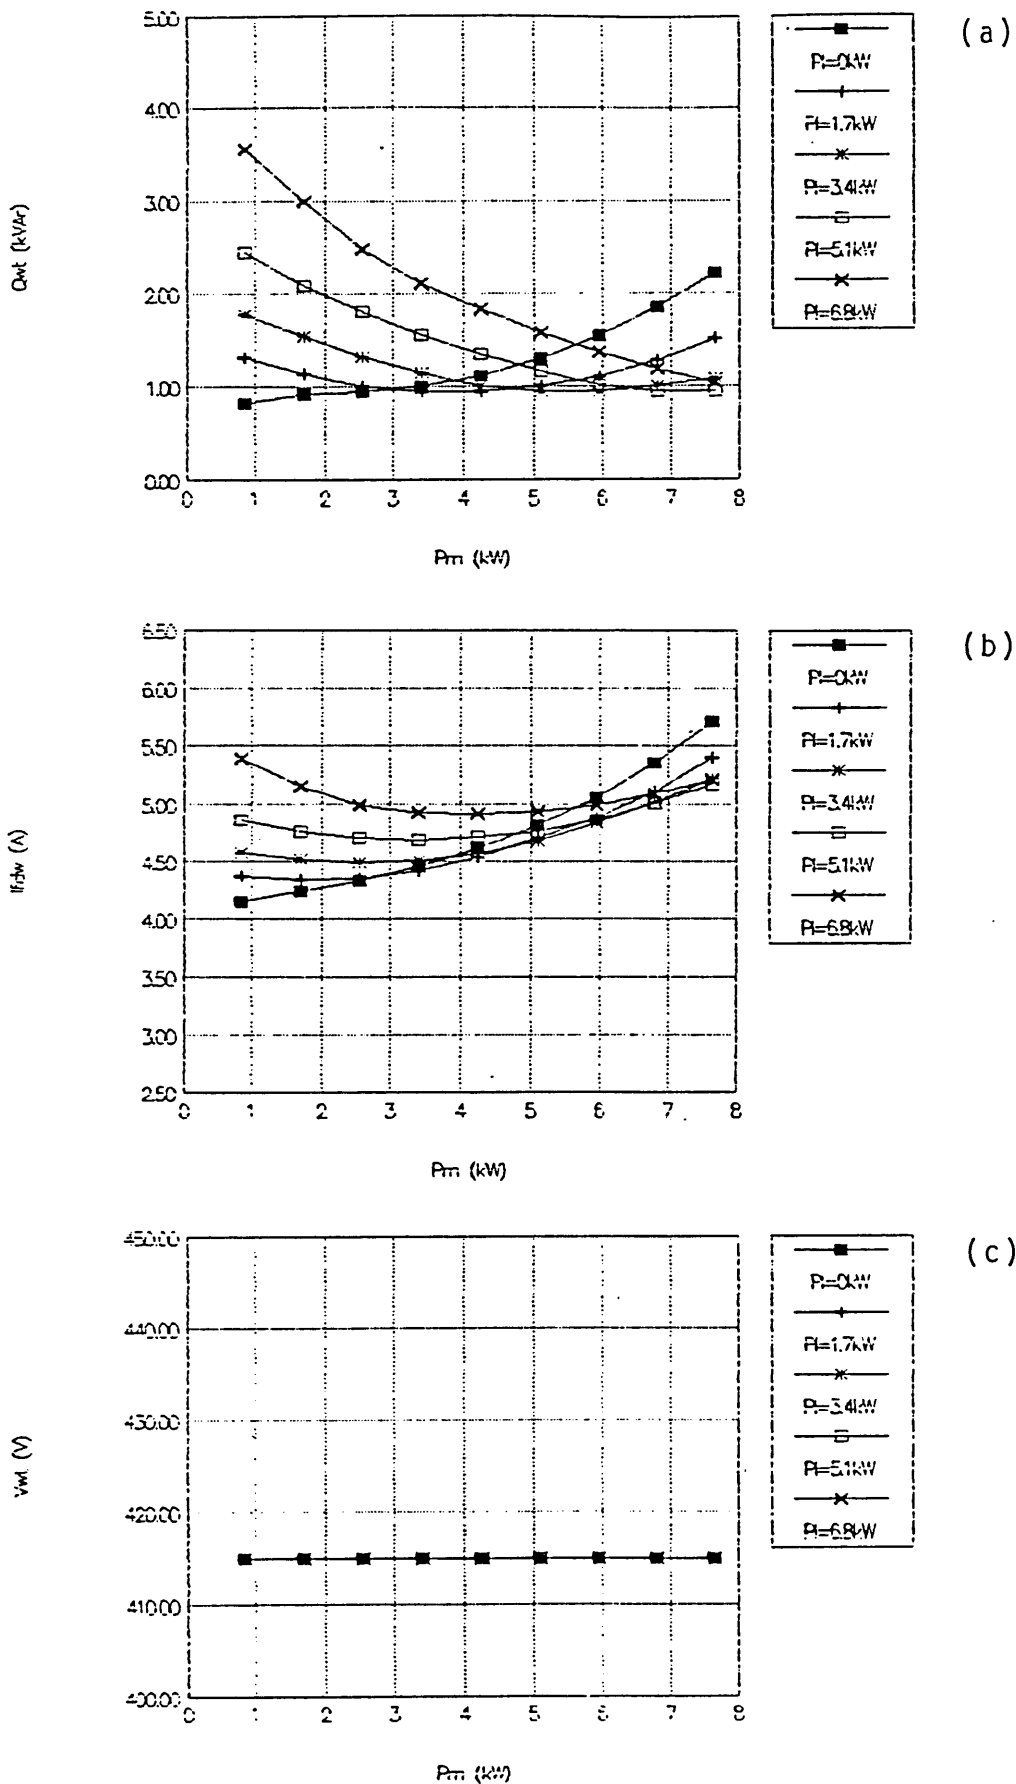 (a)
5.00
4.00
3.00
2.00
1.00
0.00
Qwt (kVAr)
0 1 2 3 4 5 6 7 8
Pm (kW)
Pl=0kW
Pl=1.7kW
Pl=3.4kW
Pl=5.1kW
Pl=6.8kW
(b)
6.50
6.00
5.50
5.00
4.50
4.00
3.50
3.00
2.50
Ifdw (A)
0 1 2 3 4 5 6 7 8
Pm (kW)
Pl=0kW
Pl=1.7kW
Pl=3.4kW
Pl=5.1kW
Pl=6.8kW
(c)
450.00
440.00
430.00
420.00
410.00
400.00
Vwt (V)
0 1 2 3 4 5 6 7 8
Pm (kW)
Pl=0kW
Pl=1.7kW
Pl=3.4kW
Pl=5.1kW
Pl=6.8kW